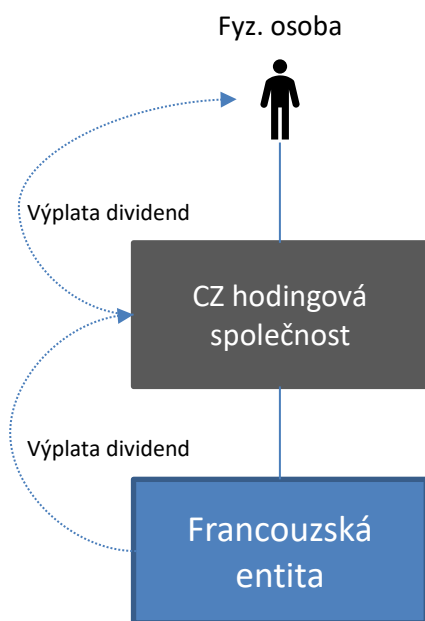 Fyz. osoba
Výplata dividend
CZ hodingová
společnost
Výplata dividend
Francouzská
entita